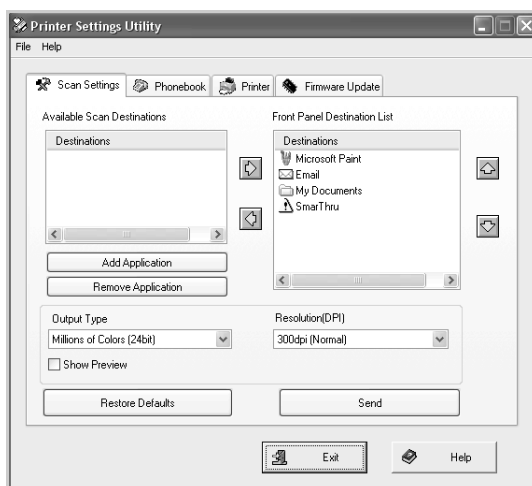 Printer Settings Utility
File Help
Scan Settings Phonebook Printer Firmware Update
Available Scan Destinations
Destinations
Add Application
Remove Application
Front Panel Destination List
Destinations
Microsoft Paint
Email
My Documents
SmarThru
Output Type
Millions of Colors (24bit)
Show Preview
Resolution(DPI)
300dpi (Normal)
Restore Defaults
Send
Exit
Help